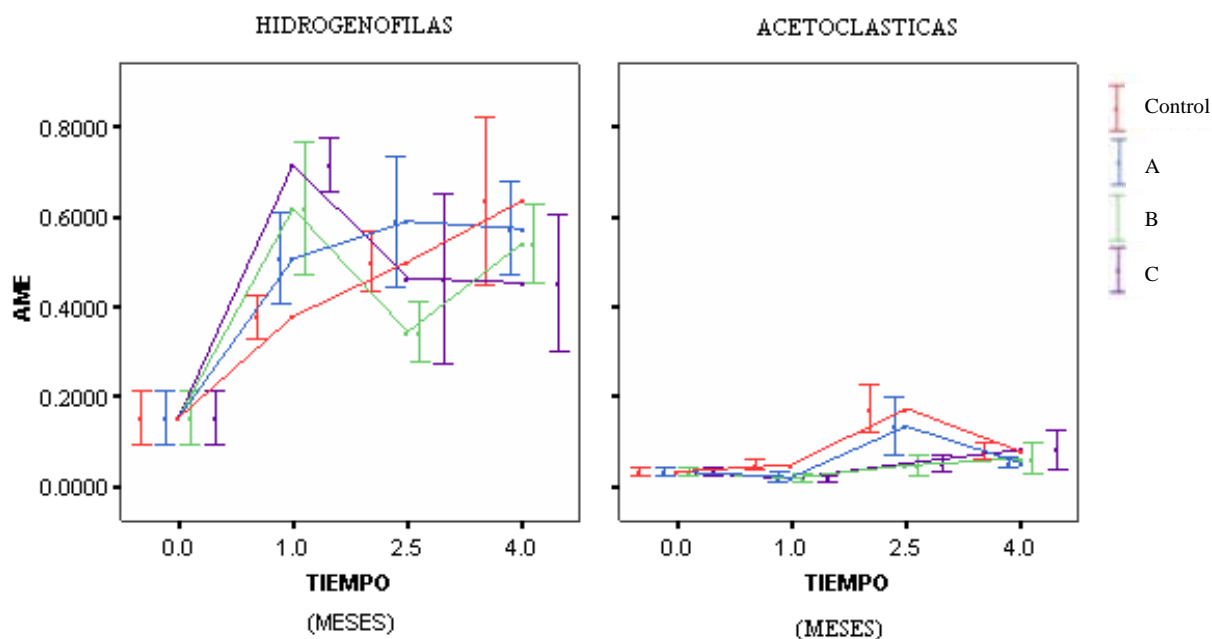 HIDROGENOFILAS
ACETOCLASTICAS
AME
0.8000
0.6000
0.4000
0.2000
0.0000
0.0 1.0 2.5 4.0
TIEMPO
(MESES)
0.0 1.0 2.5 4.0
TIEMPO
(MESES)
Control
A
B
C